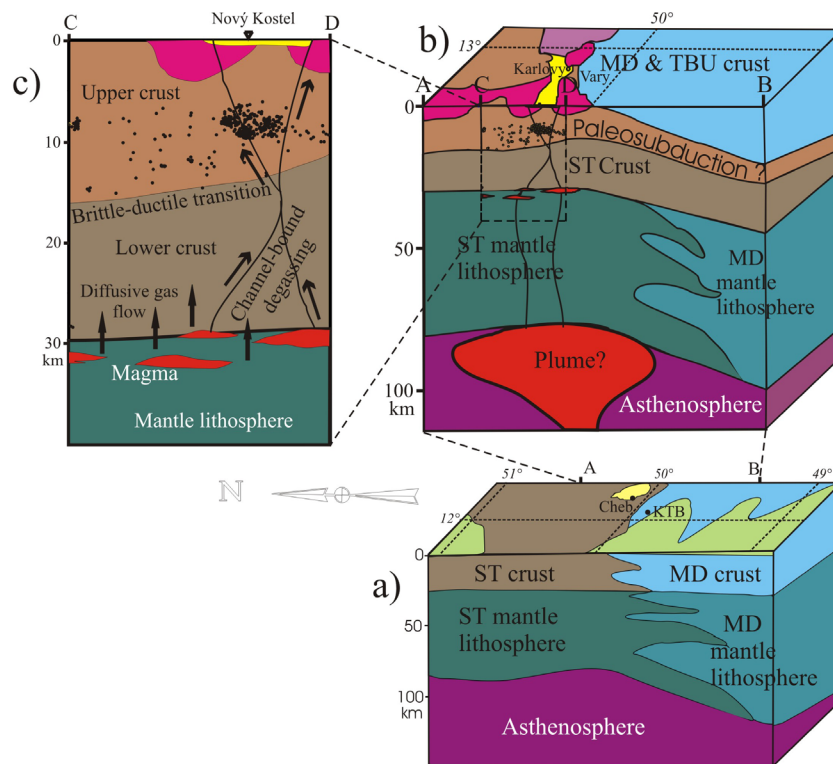 c)
C
Nový Kostel
D
0
10
20
30
km
Upper crust
Brittle-ductile transition
Lower crust
Diffusive gas
flow
Channel-bound
degassing
Magma
Mantle lithosphere
b)
13°
50°
Karlovy
Vary
MD & TBU crust
A
C
D
B
0
50
100
km
Paleosubduction ?
ST Crust
ST mantle
lithosphere
MD
mantle
lithosphere
Plume?
Asthenosphere
N
a)
51°
A
50°
B
49°
12°
Cheb
KTB
0
50
100
km
ST crust
MD crust
ST mantle
lithosphere
MD
mantle
lithosphere
Asthenosphere